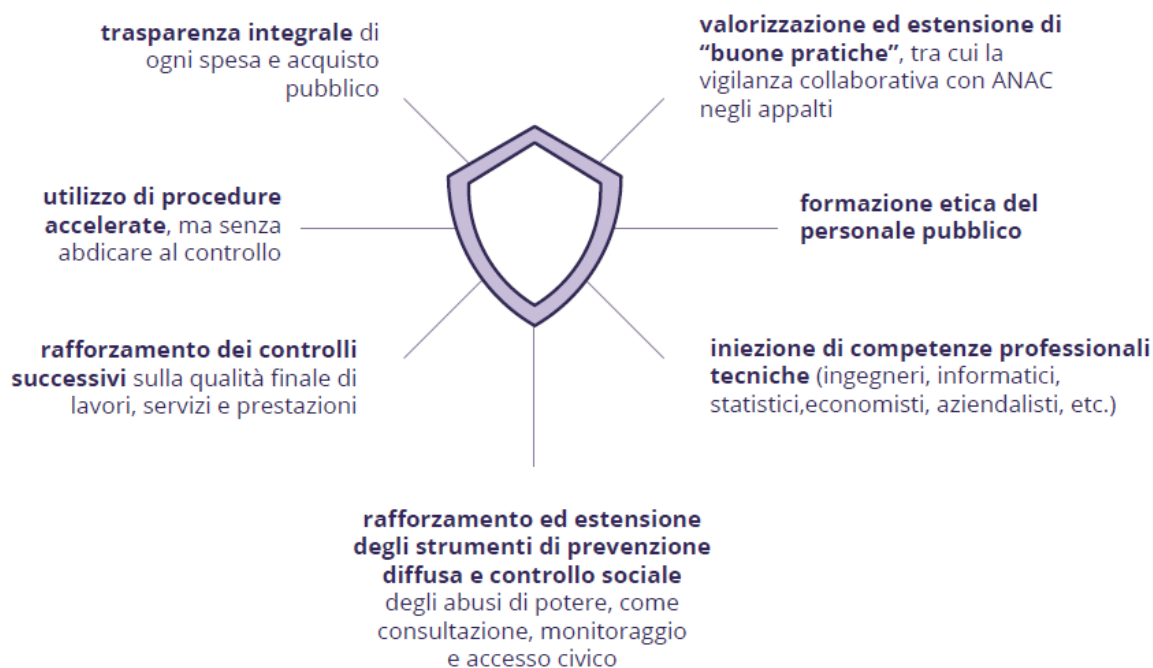 trasparenza integrale di
ogni spesa e acquisto
pubblico
valorizzazione ed estensione di
“buone pratiche”, tra cui la
vigilanza collaborativa con ANAC
negli appalti
utilizzo di procedure
accelerate, ma senza
abdicare al controllo
formazione etica del
personale pubblico
rafforzamento dei controlli
successivi sulla qualità finale di
lavori, servizi e prestazioni
iniezione di competenze professionali
tecniche (ingegneri, informatici,
statistici,economisti, aziendalisti, etc.)
rafforzamento ed estensione
degli strumenti di prevenzione
diffusa e controllo sociale
degli abusi di potere, come
consultazione, monitoraggio
e accesso civico